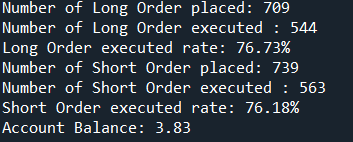 Number of Long Order placed: 709
Number of Long Order executed : 544
Long Order executed rate: 76.73%
Number of Short Order placed: 739
Number of Short Order executed : 563
Short Order executed rate: 76.18%
Account Balance: 3.83